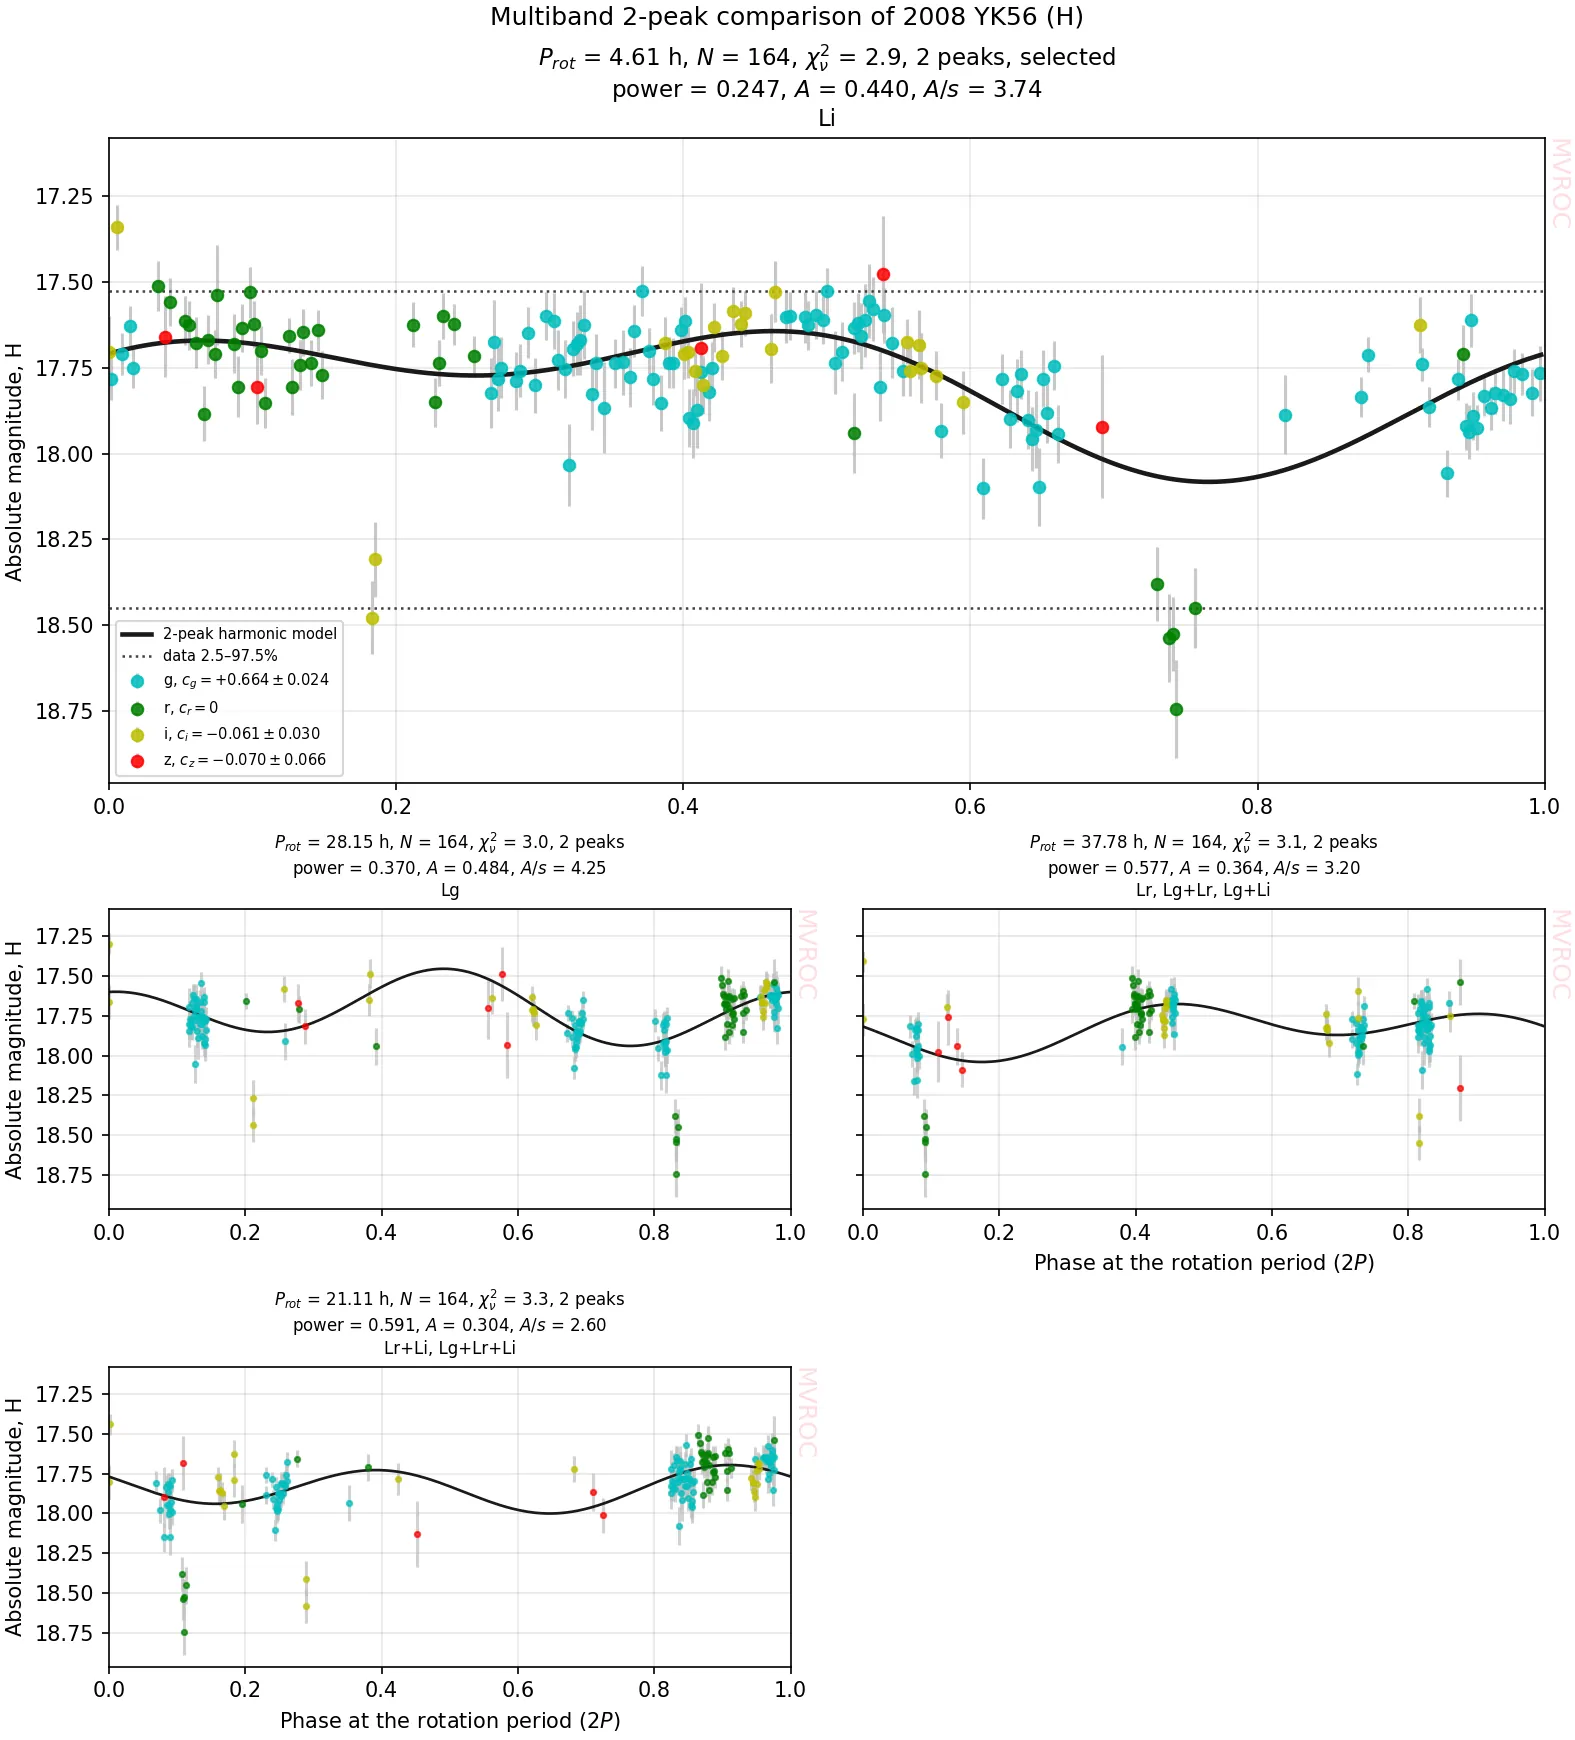 Multiband 2-peak comparison of 2008 YK56 (H)
P_rot = 4.61 h, N = 164, χ²_ν = 2.9, 2 peaks, selected
power = 0.247, A = 0.440, A/s = 3.74
Li
MVROC
Absolute magnitude, H
17.25
17.50
17.75
18.00
18.25
18.50
18.75
2-peak harmonic model
data 2.5–97.5%
g, c_g = +0.664 ± 0.024
r, c_r = 0
i, c_i = −0.061 ± 0.030
z, c_z = −0.070 ± 0.066
0.0 0.2 0.4 0.6 0.8 1.0
P_rot = 28.15 h, N = 164, χ²_ν = 3.0, 2 peaks
power = 0.370, A = 0.484, A/s = 4.25
Lg
MVROC
Absolute magnitude, H
17.25
17.50
17.75
18.00
18.25
18.50
18.75
0.0 0.2 0.4 0.6 0.8 1.0
P_rot = 37.78 h, N = 164, χ²_ν = 3.1, 2 peaks
power = 0.577, A = 0.364, A/s = 3.20
Lr, Lg+Lr, Lg+Li
MVROC
0.0 0.2 0.4 0.6 0.8 1.0
Phase at the rotation period (2P)
P_rot = 21.11 h, N = 164, χ²_ν = 3.3, 2 peaks
power = 0.591, A = 0.304, A/s = 2.60
Lr+Li, Lg+Lr+Li
MVROC
Absolute magnitude, H
17.25
17.50
17.75
18.00
18.25
18.50
18.75
0.0 0.2 0.4 0.6 0.8 1.0
Phase at the rotation period (2P)